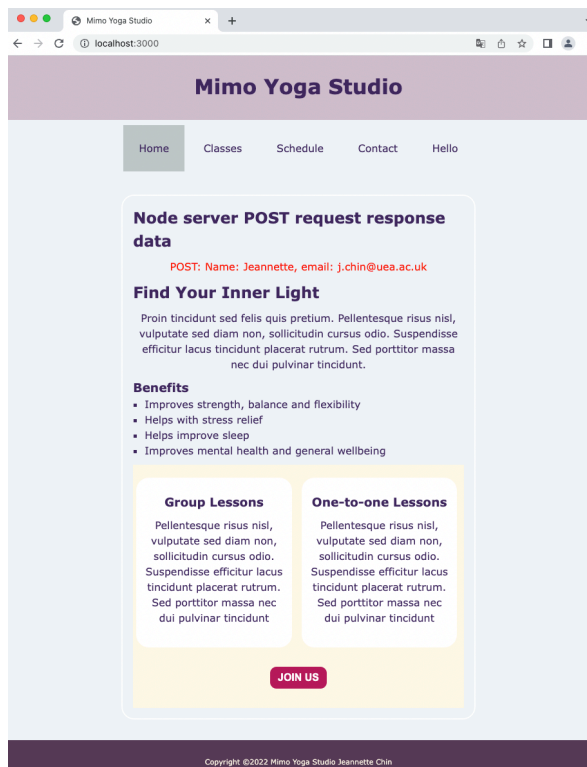 Mimo Yoga Studio
localhost:3000
Mimo Yoga Studio
Home Classes Schedule Contact Hello
Node server POST request response
data
POST: Name: Jeannette, email: j.chin@uea.ac.uk
Find Your Inner Light
Proin tincidunt sed felis quis pretium. Pellentesque risus nisl,
vulputate sed diam non, sollicitudin cursus odio. Suspendisse
efficitur lacus tincidunt placerat rutrum. Sed porttitor massa
nec dui pulvinar tincidunt.
Benefits
Improves strength, balance and flexibility
Helps with stress relief
Helps improve sleep
Improves mental health and general wellbeing
Group Lessons
Pellentesque risus nisl,
vulputate sed diam non,
sollicitudin cursus odio.
Suspendisse efficitur lacus
tincidunt placerat rutrum.
Sed porttitor massa nec
dui pulvinar tincidunt
One-to-one Lessons
Pellentesque risus nisl,
vulputate sed diam non,
sollicitudin cursus odio.
Suspendisse efficitur lacus
tincidunt placerat rutrum.
Sed porttitor massa nec
dui pulvinar tincidunt
JOIN US
Copyright ©2022 Mimo Yoga Studio Jeannette Chin